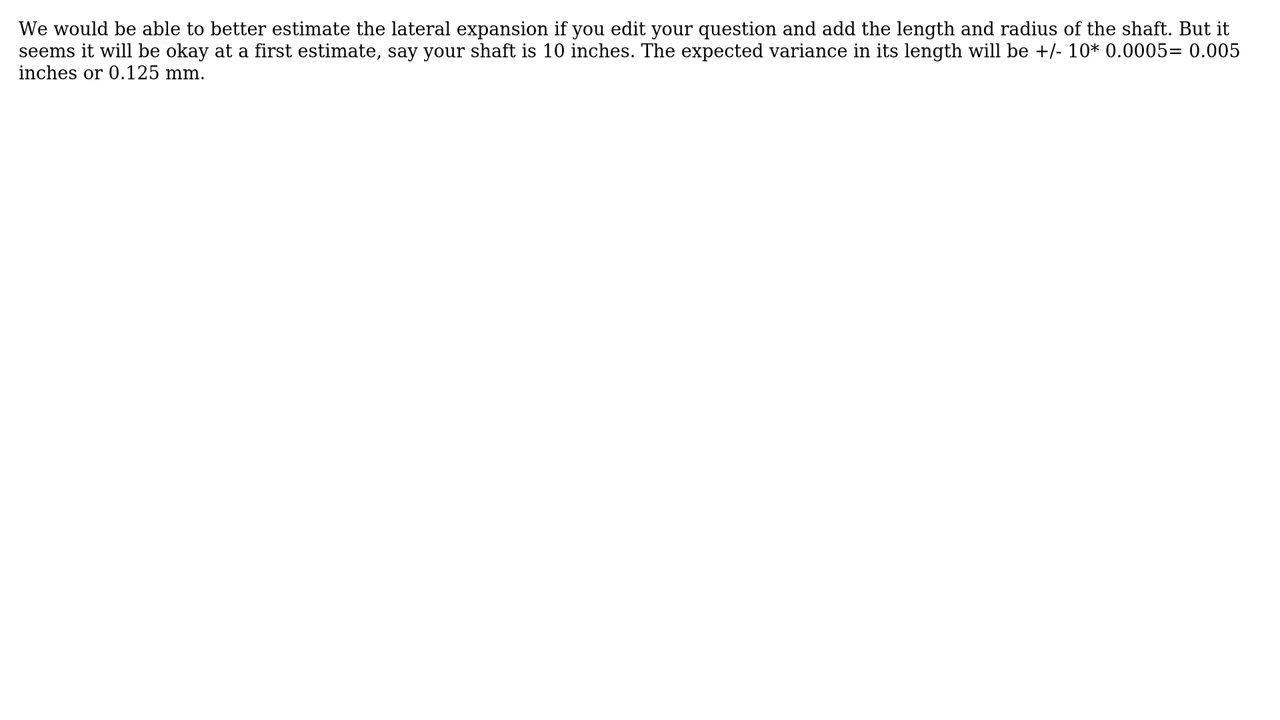 We would be able to better estimate the lateral expansion if you edit your question and add the length and radius of the shaft. But it
seems it will be okay at a first estimate, say your shaft is 10 inches. The expected variance in its length will be +/- 10* 0.0005= 0.005
inches or 0.125 mm.